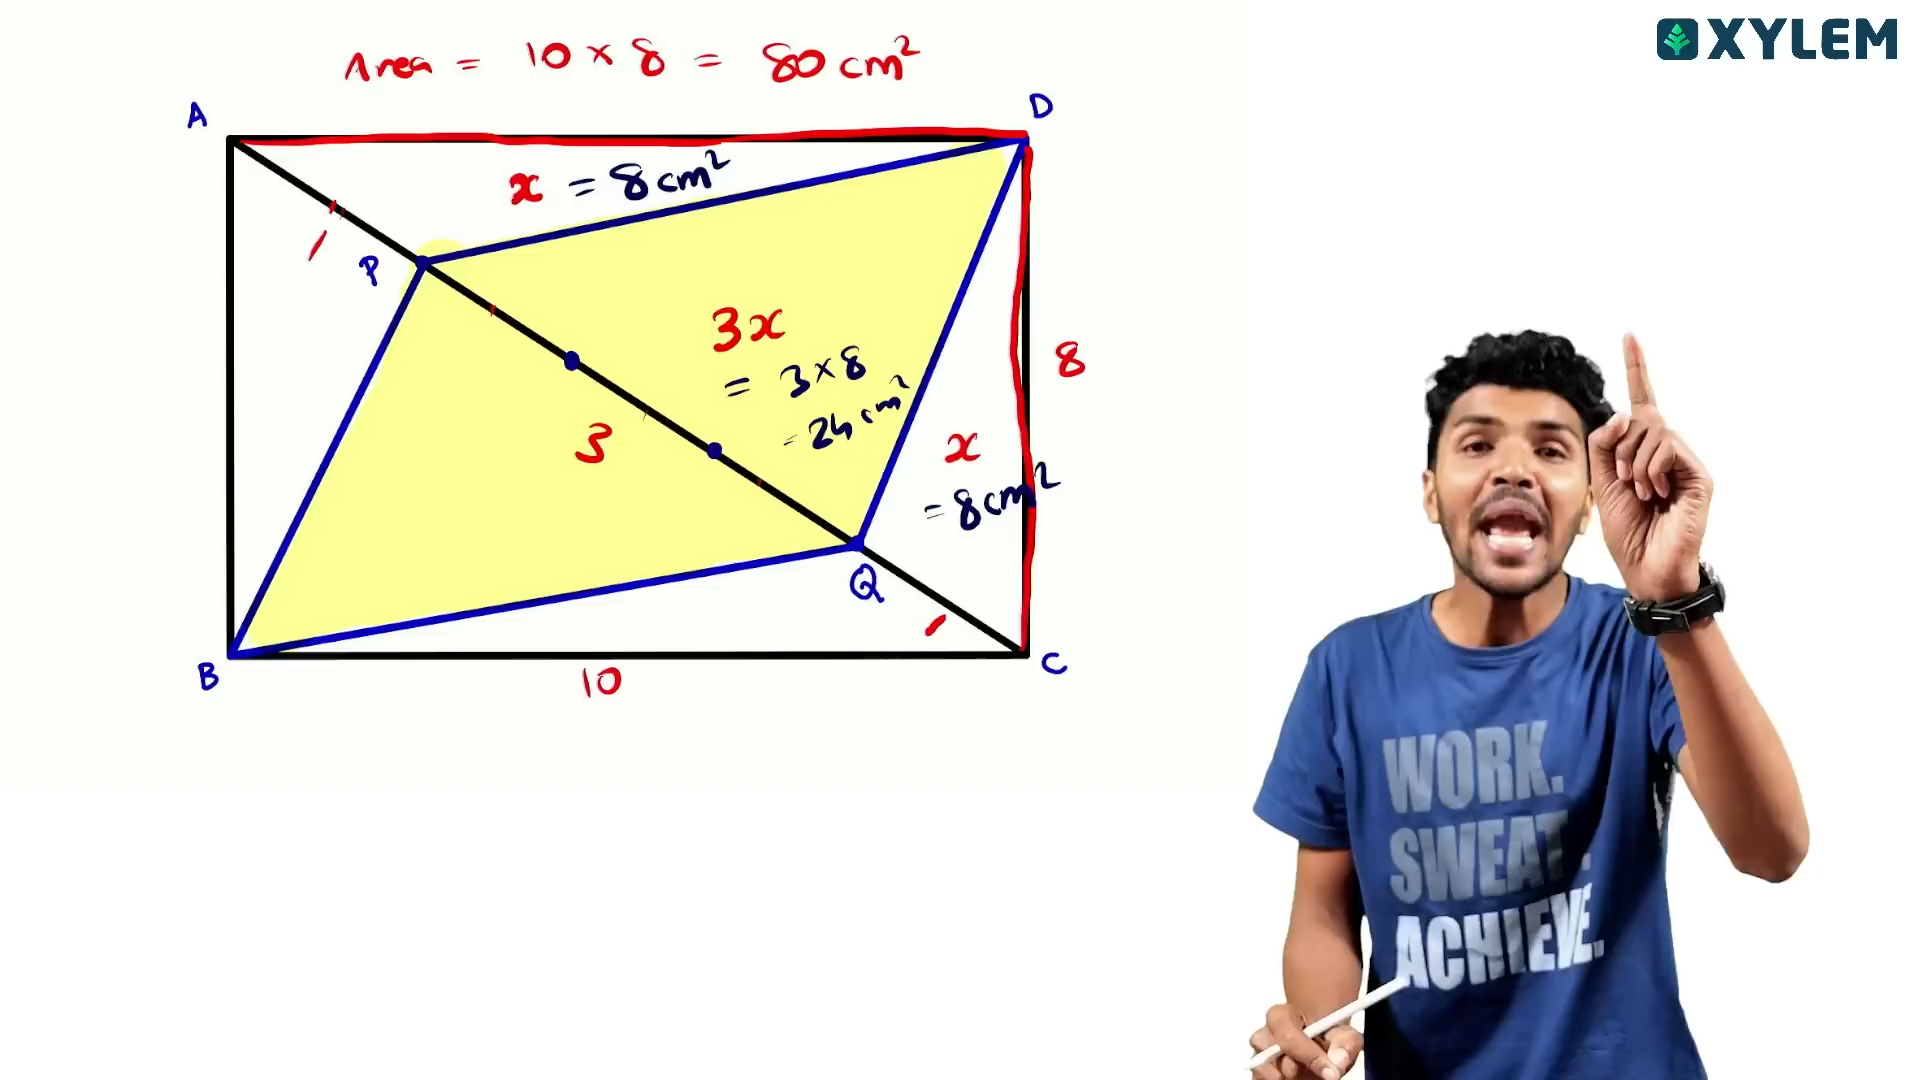 XYLEM
Area = 10 × 8 = 80 cm²
A
D
x = 8 cm²
1
P
3x
= 3×8
= 24 cm²
8
3
x
= 8cm²
Q
1
B
C
10
WORK.
SWEAT.
ACHIEVE.